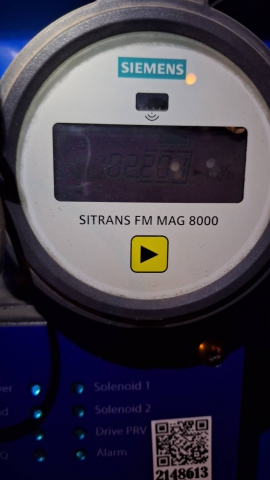 SIEMENS
SITRANS FM MAG 8000
Solenoid 1
Solenoid 2
Drive PRV
Alarm
2148613